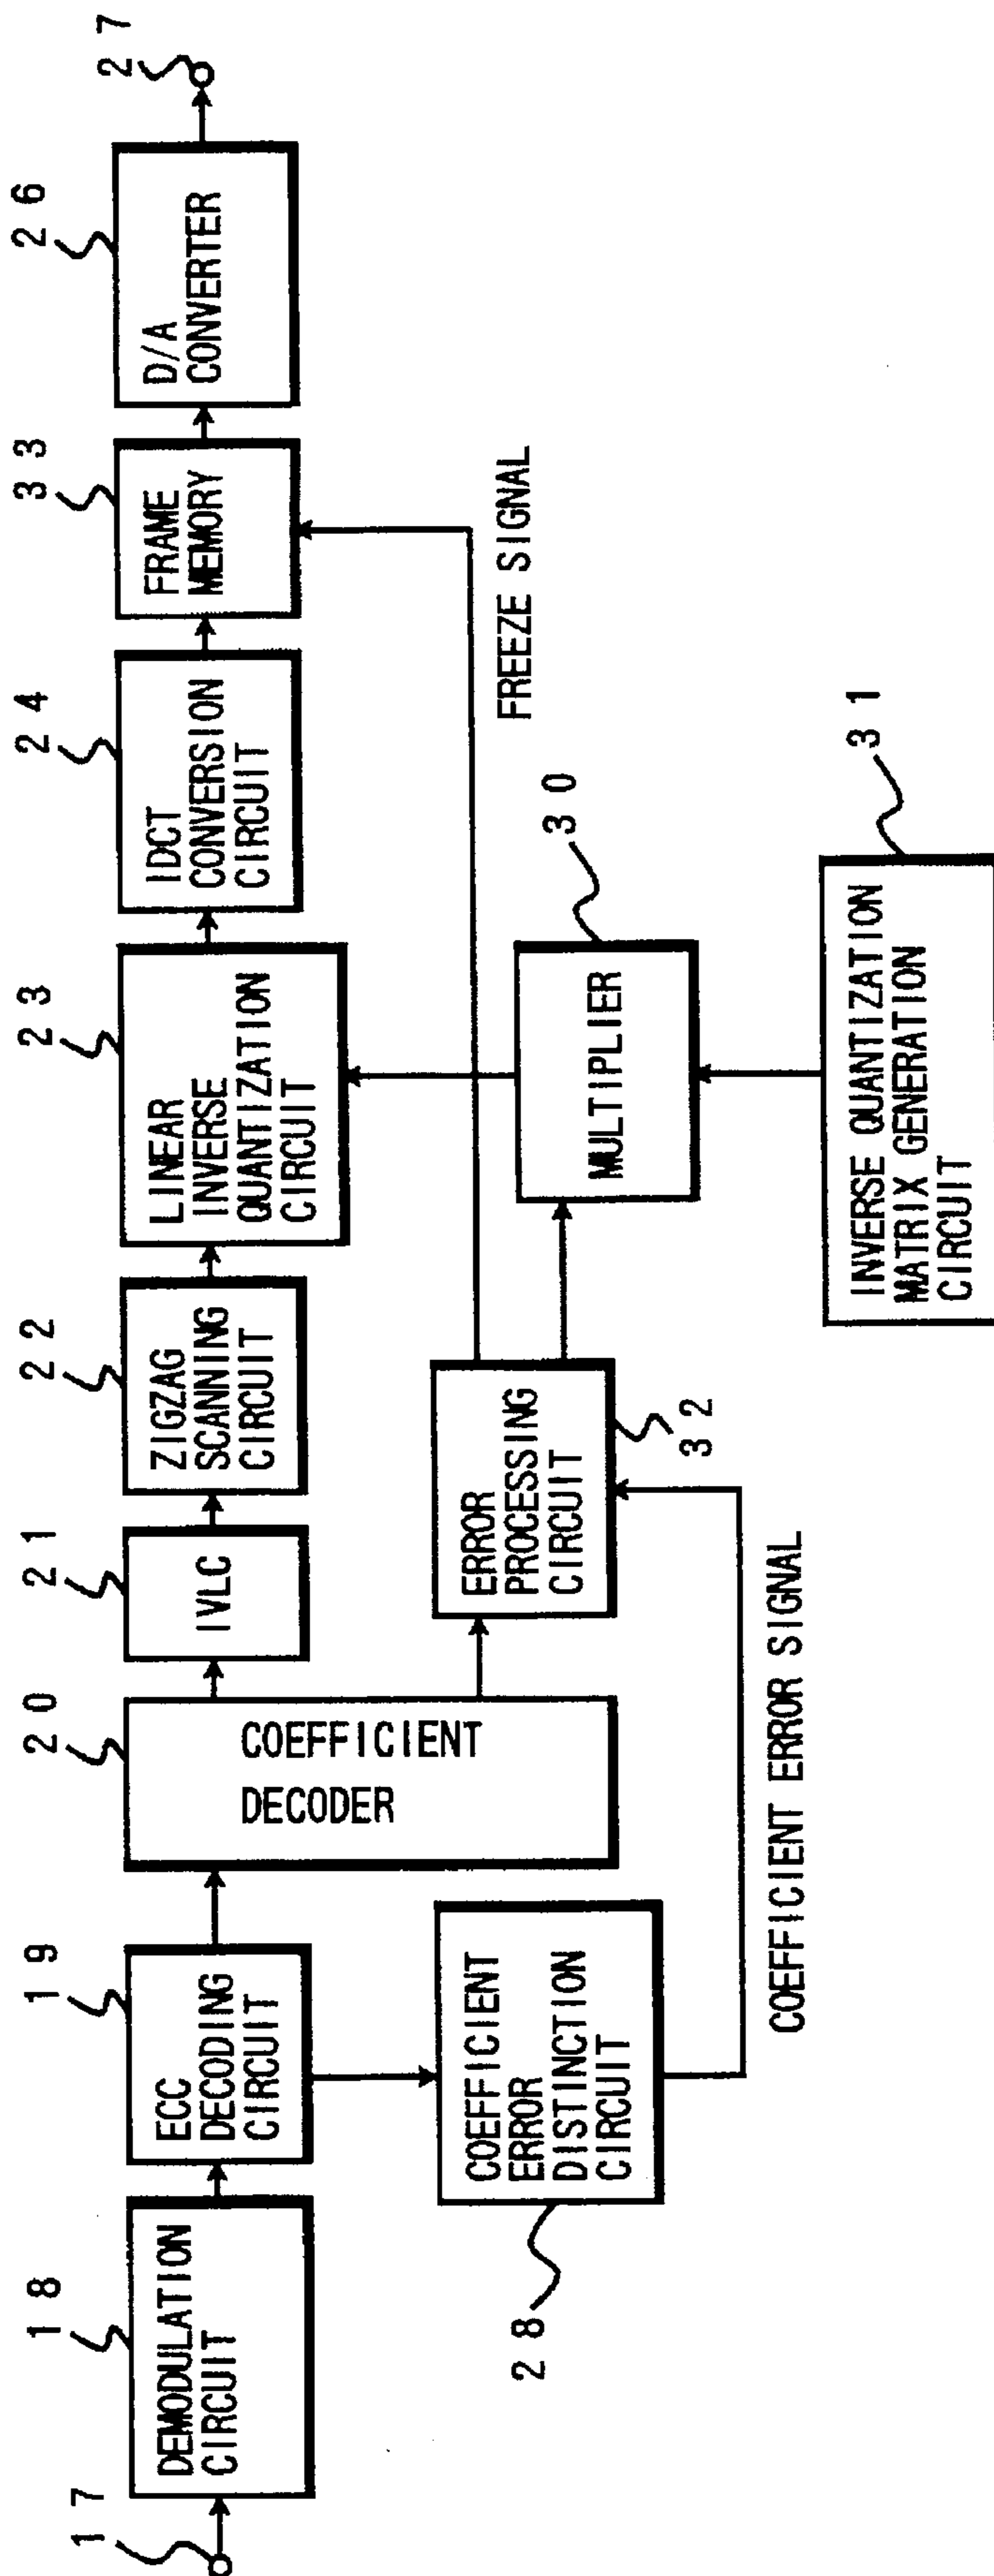 17
18
DEMODULATION
CIRCUIT
19
ECC
DECODING
CIRCUIT
20
COEFFICIENT
DECODER
21
IVLC
22
ZIGZAG
SCANNING
CIRCUIT
23
LINEAR
INVERSE
QUANTIZATION
CIRCUIT
24
IDCT
CONVERSION
CIRCUIT
33
FRAME
MEMORY
26
D/A
CONVERTER
27
28
COEFFICIENT
ERROR
DISTINCTION
CIRCUIT
COEFFICIENT ERROR SIGNAL
ERROR
PROCESSING
CIRCUIT
32
FREEZE SIGNAL
30
MULTIPLIER
31
INVERSE QUANTIZATION
MATRIX GENERATION
CIRCUIT